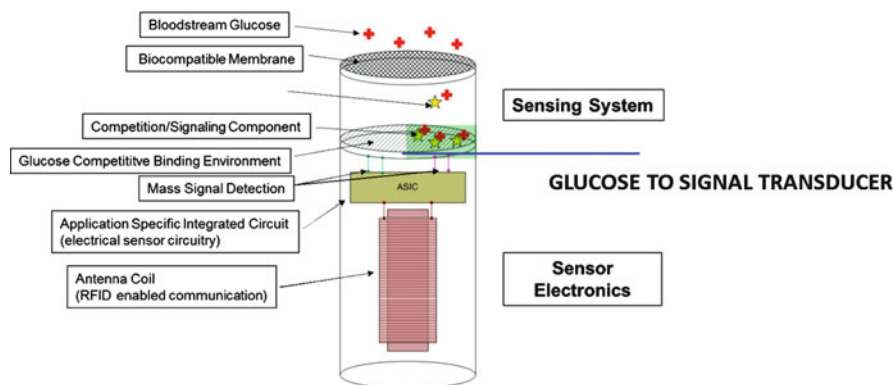 Bloodstream Glucose
Biocompatible Membrane
Sensing System
Competition/Signaling Component
Glucose Competitive Binding Environment
GLUCOSE TO SIGNAL TRANSDUCER
Mass Signal Detection
ASIC
Application Specific Integrated Circuit
(electrical sensor circuitry)
Sensor
Electronics
Antenna Coil
(RFID enabled communication)